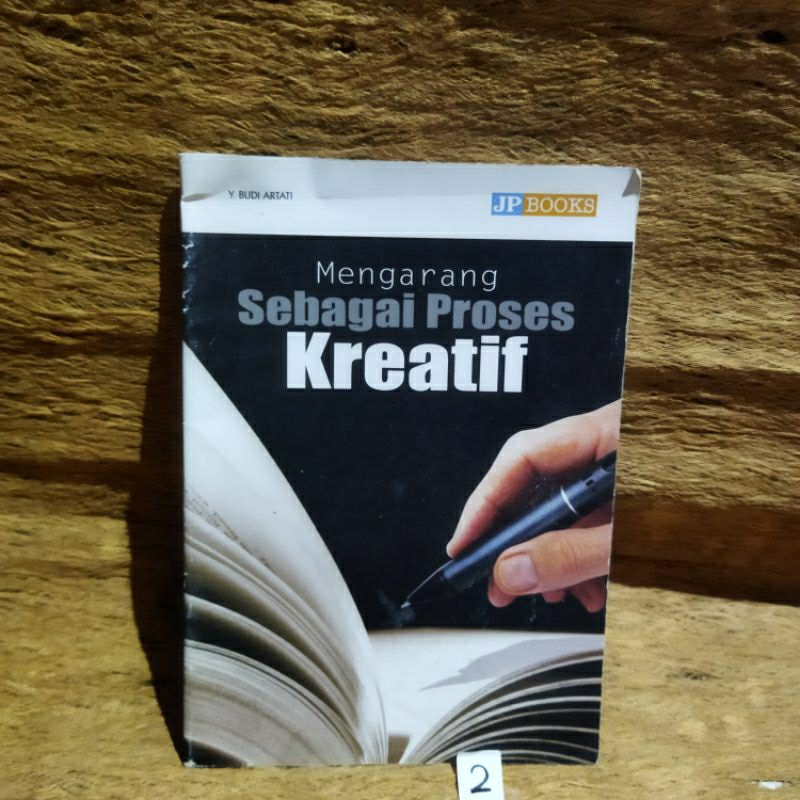 Y. BUDI ARTATI
JP BOOKS
Mengarang
Sebagai Proses
Kreatif
2